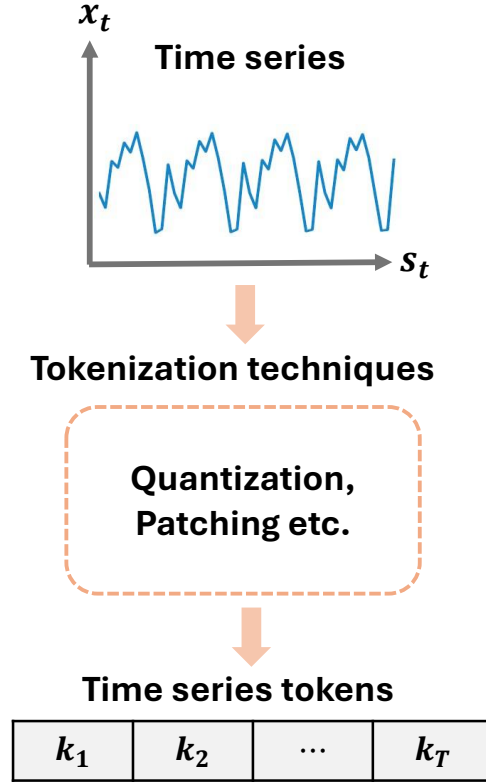 x_t
Time series
s_t
Tokenization techniques
Quantization,
Patching etc.
Time series tokens
k_1 k_2 ⋯ k_T